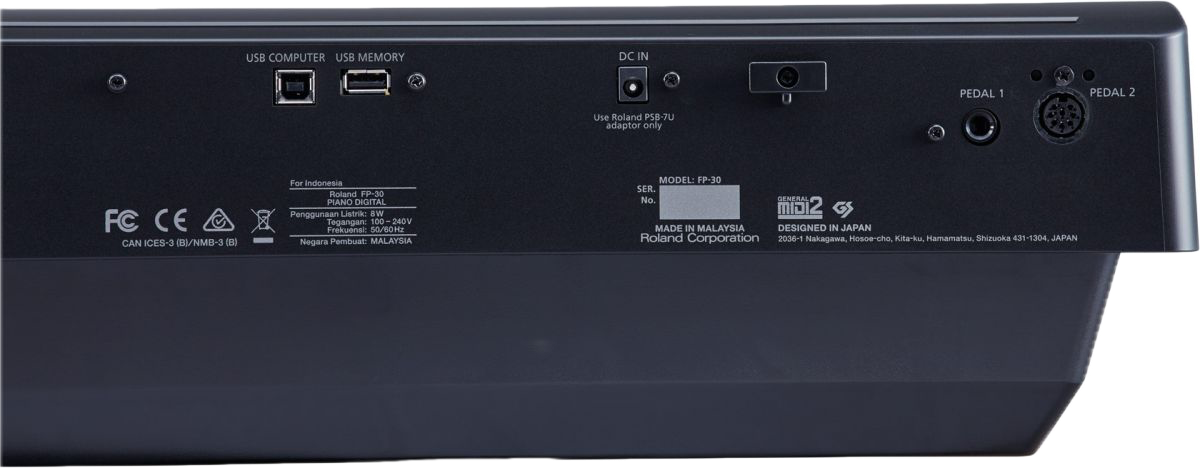 USB COMPUTER
USB MEMORY
DC IN
Use Roland PSB-7U
adaptor only
PEDAL 1
PEDAL 2
FC
CE
CAN ICES-3 (B)/NMB-3 (B)
For Indonesia
Roland FP-30
PIANO DIGITAL
Penggunaan Listrik: 8W
Tegangan: 100 – 240V
Frekuensi: 50/60Hz
Negara Pembuat: MALAYSIA
MODEL: FP-30
SER.
No.
MADE IN MALAYSIA
Roland Corporation
GENERAL
MIDI2
GS
DESIGNED IN JAPAN
2036-1 Nakagawa, Hosoe-cho, Kita-ku, Hamamatsu, Shizuoka 431-1304, JAPAN